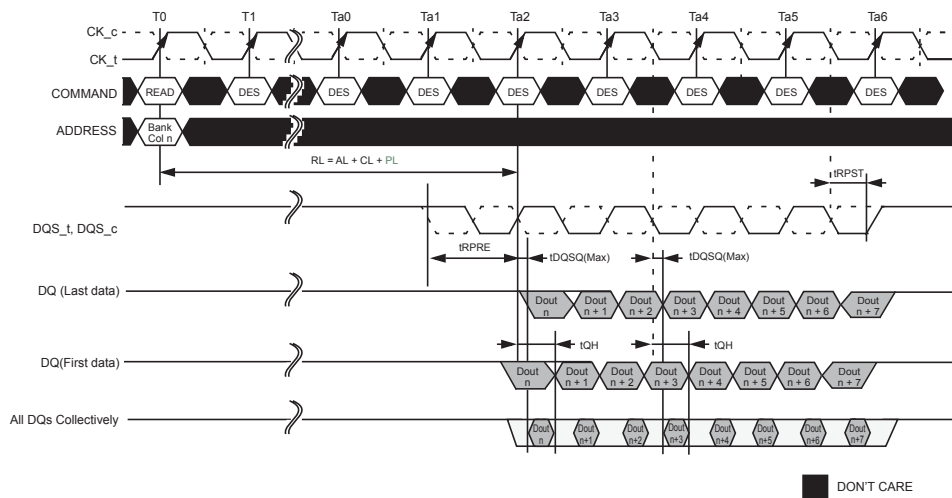 T0 T1 Ta0 Ta1 Ta2 Ta3 Ta4 Ta5 Ta6
CK_c
CK_t
COMMAND READ DES DES DES DES DES DES DES DES
ADDRESS Bank
Col n
RL = AL + CL + PL
tRPST
DQS_t, DQS_c
tRPRE tDQSQ(Max) tDQSQ(Max)
DQ (Last data) Dout
n Dout
n + 1 Dout
n + 2 Dout
n + 3 Dout
n + 4 Dout
n + 5 Dout
n + 6 Dout
n + 7
tQH tQH
DQ(First data) Dout
n Dout
n + 1 Dout
n + 2 Dout
n + 3 Dout
n + 4 Dout
n + 5 Dout
n + 6 Dout
n + 7
All DQs Collectively Dout
n Dout
n+1 Dout
n+2 Dout
n+3 Dout
n+4 Dout
n+5 Dout
n+6 Dout
n+7
DON'T CARE